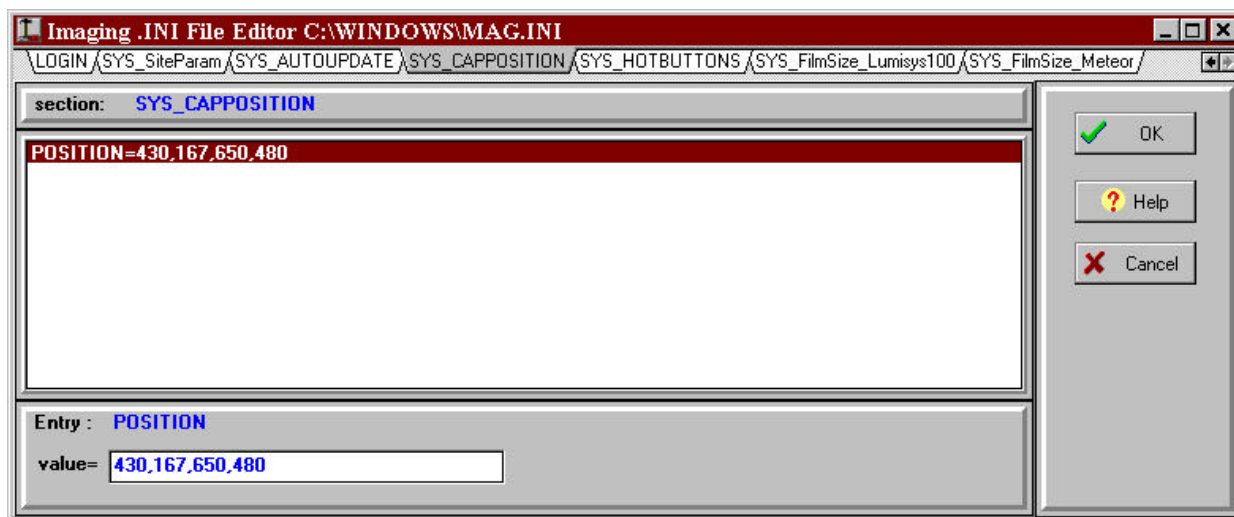 Imaging .INI File Editor C:\WINDOWS\MAG.INI
LOGIN SYS_SiteParam SYS_AUTOUPDATE SYS_CAPPOSITION SYS_HOTBUTTONS SYS_FilmSize_Lumisys100 SYS_FilmSize_Meteor
section: SYS_CAPPOSITION
POSITION=430,167,650,480
OK
Help
Cancel
Entry : POSITION
value= 430,167,650,480